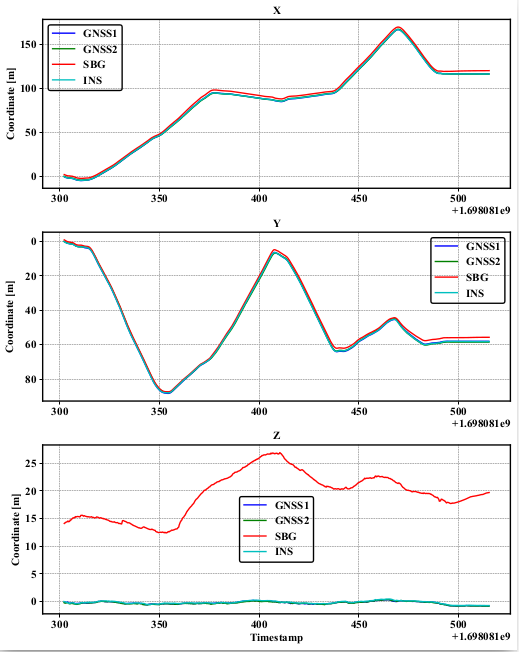 X
GNSS1
GNSS2
SBG
INS
Coordinate [m]
150
100
50
0
300 350 400 450 500
+1.698081e9
Y
GNSS1
GNSS2
SBG
INS
Coordinate [m]
0
20
40
60
80
300 350 400 450 500
+1.698081e9
Z
GNSS1
GNSS2
SBG
INS
Coordinate [m]
25
20
15
10
5
0
300 350 400 450 500
+1.698081e9
Timestamp